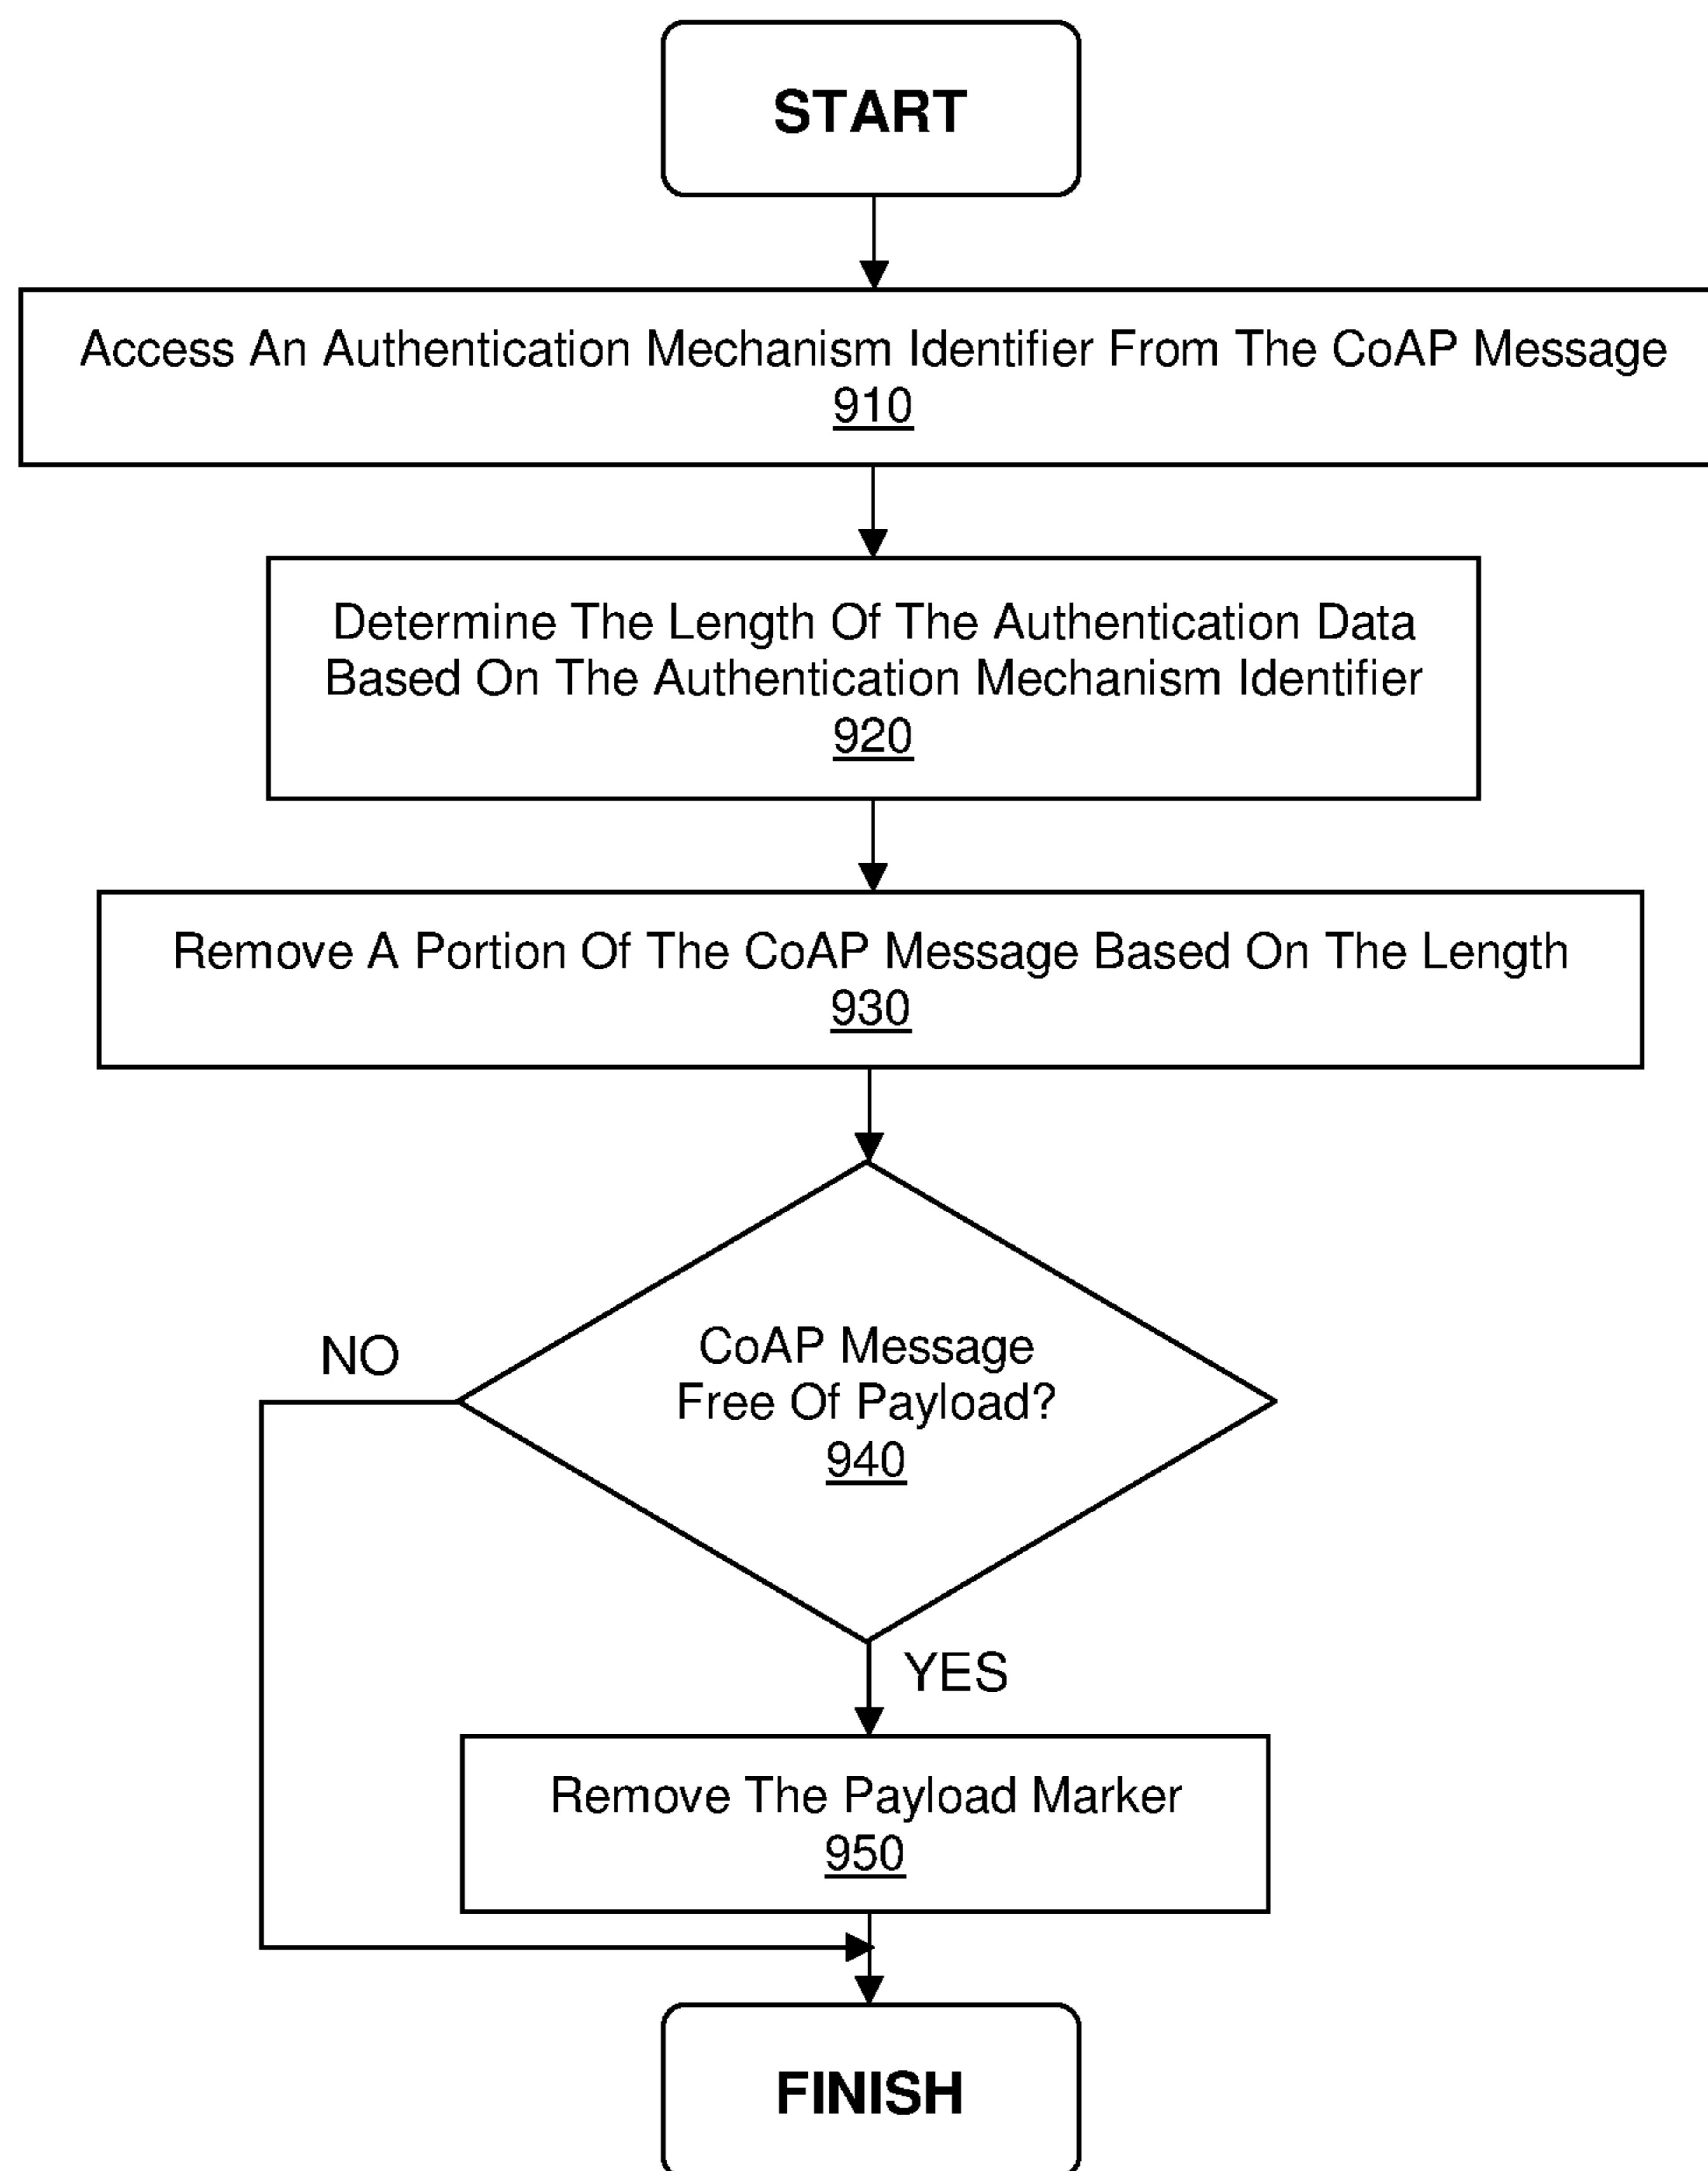 START
Access An Authentication Mechanism Identifier From The CoAP Message
910
Determine The Length Of The Authentication Data
Based On The Authentication Mechanism Identifier
920
Remove A Portion Of The CoAP Message Based On The Length
930
CoAP Message
Free Of Payload?
940
NO
YES
Remove The Payload Marker
950
FINISH